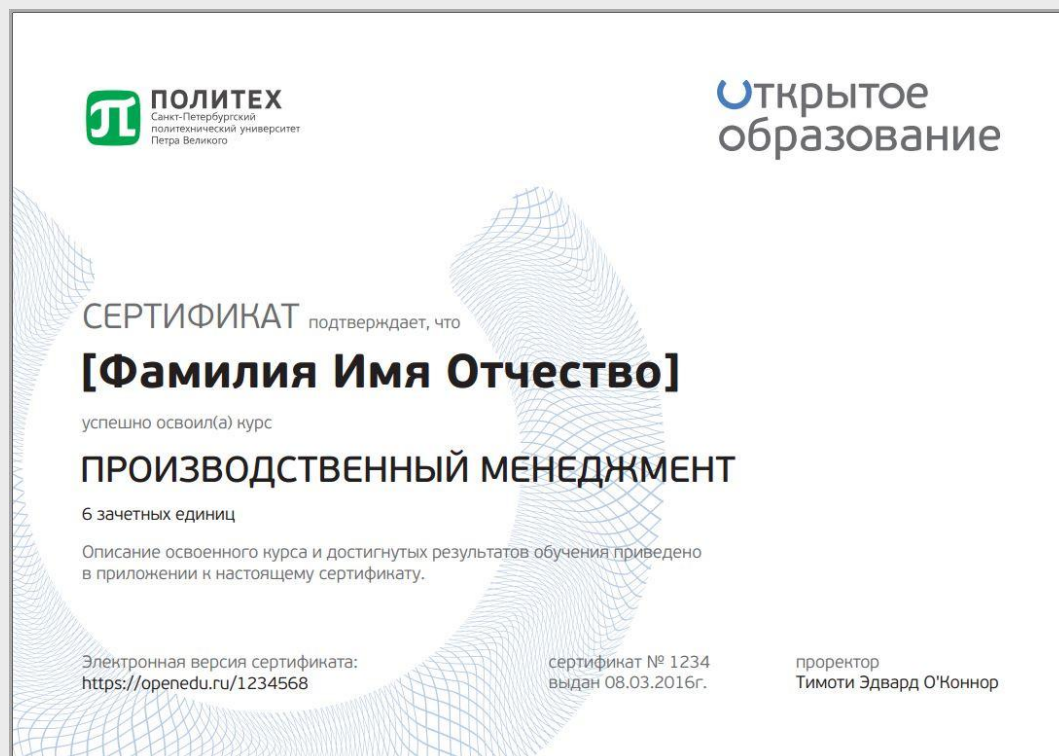 ПОЛИТЕХ
Санкт-Петербургский
политехнический университет
Петра Великого
Открытое
образование
СЕРТИФИКАТ подтверждает, что
[Фамилия Имя Отчество]
успешно освоил(а) курс
ПРОИЗВОДСТВЕННЫЙ МЕНЕДЖМЕНТ
6 зачетных единиц
Описание освоенного курса и достигнутых результатов обучения приведено
в приложении к настоящему сертификату.
Электронная версия сертификата:
https://openedu.ru/1234568
сертификат № 1234
выдан 08.03.2016г.
проректор
Тимоти Эдвард О'Коннор